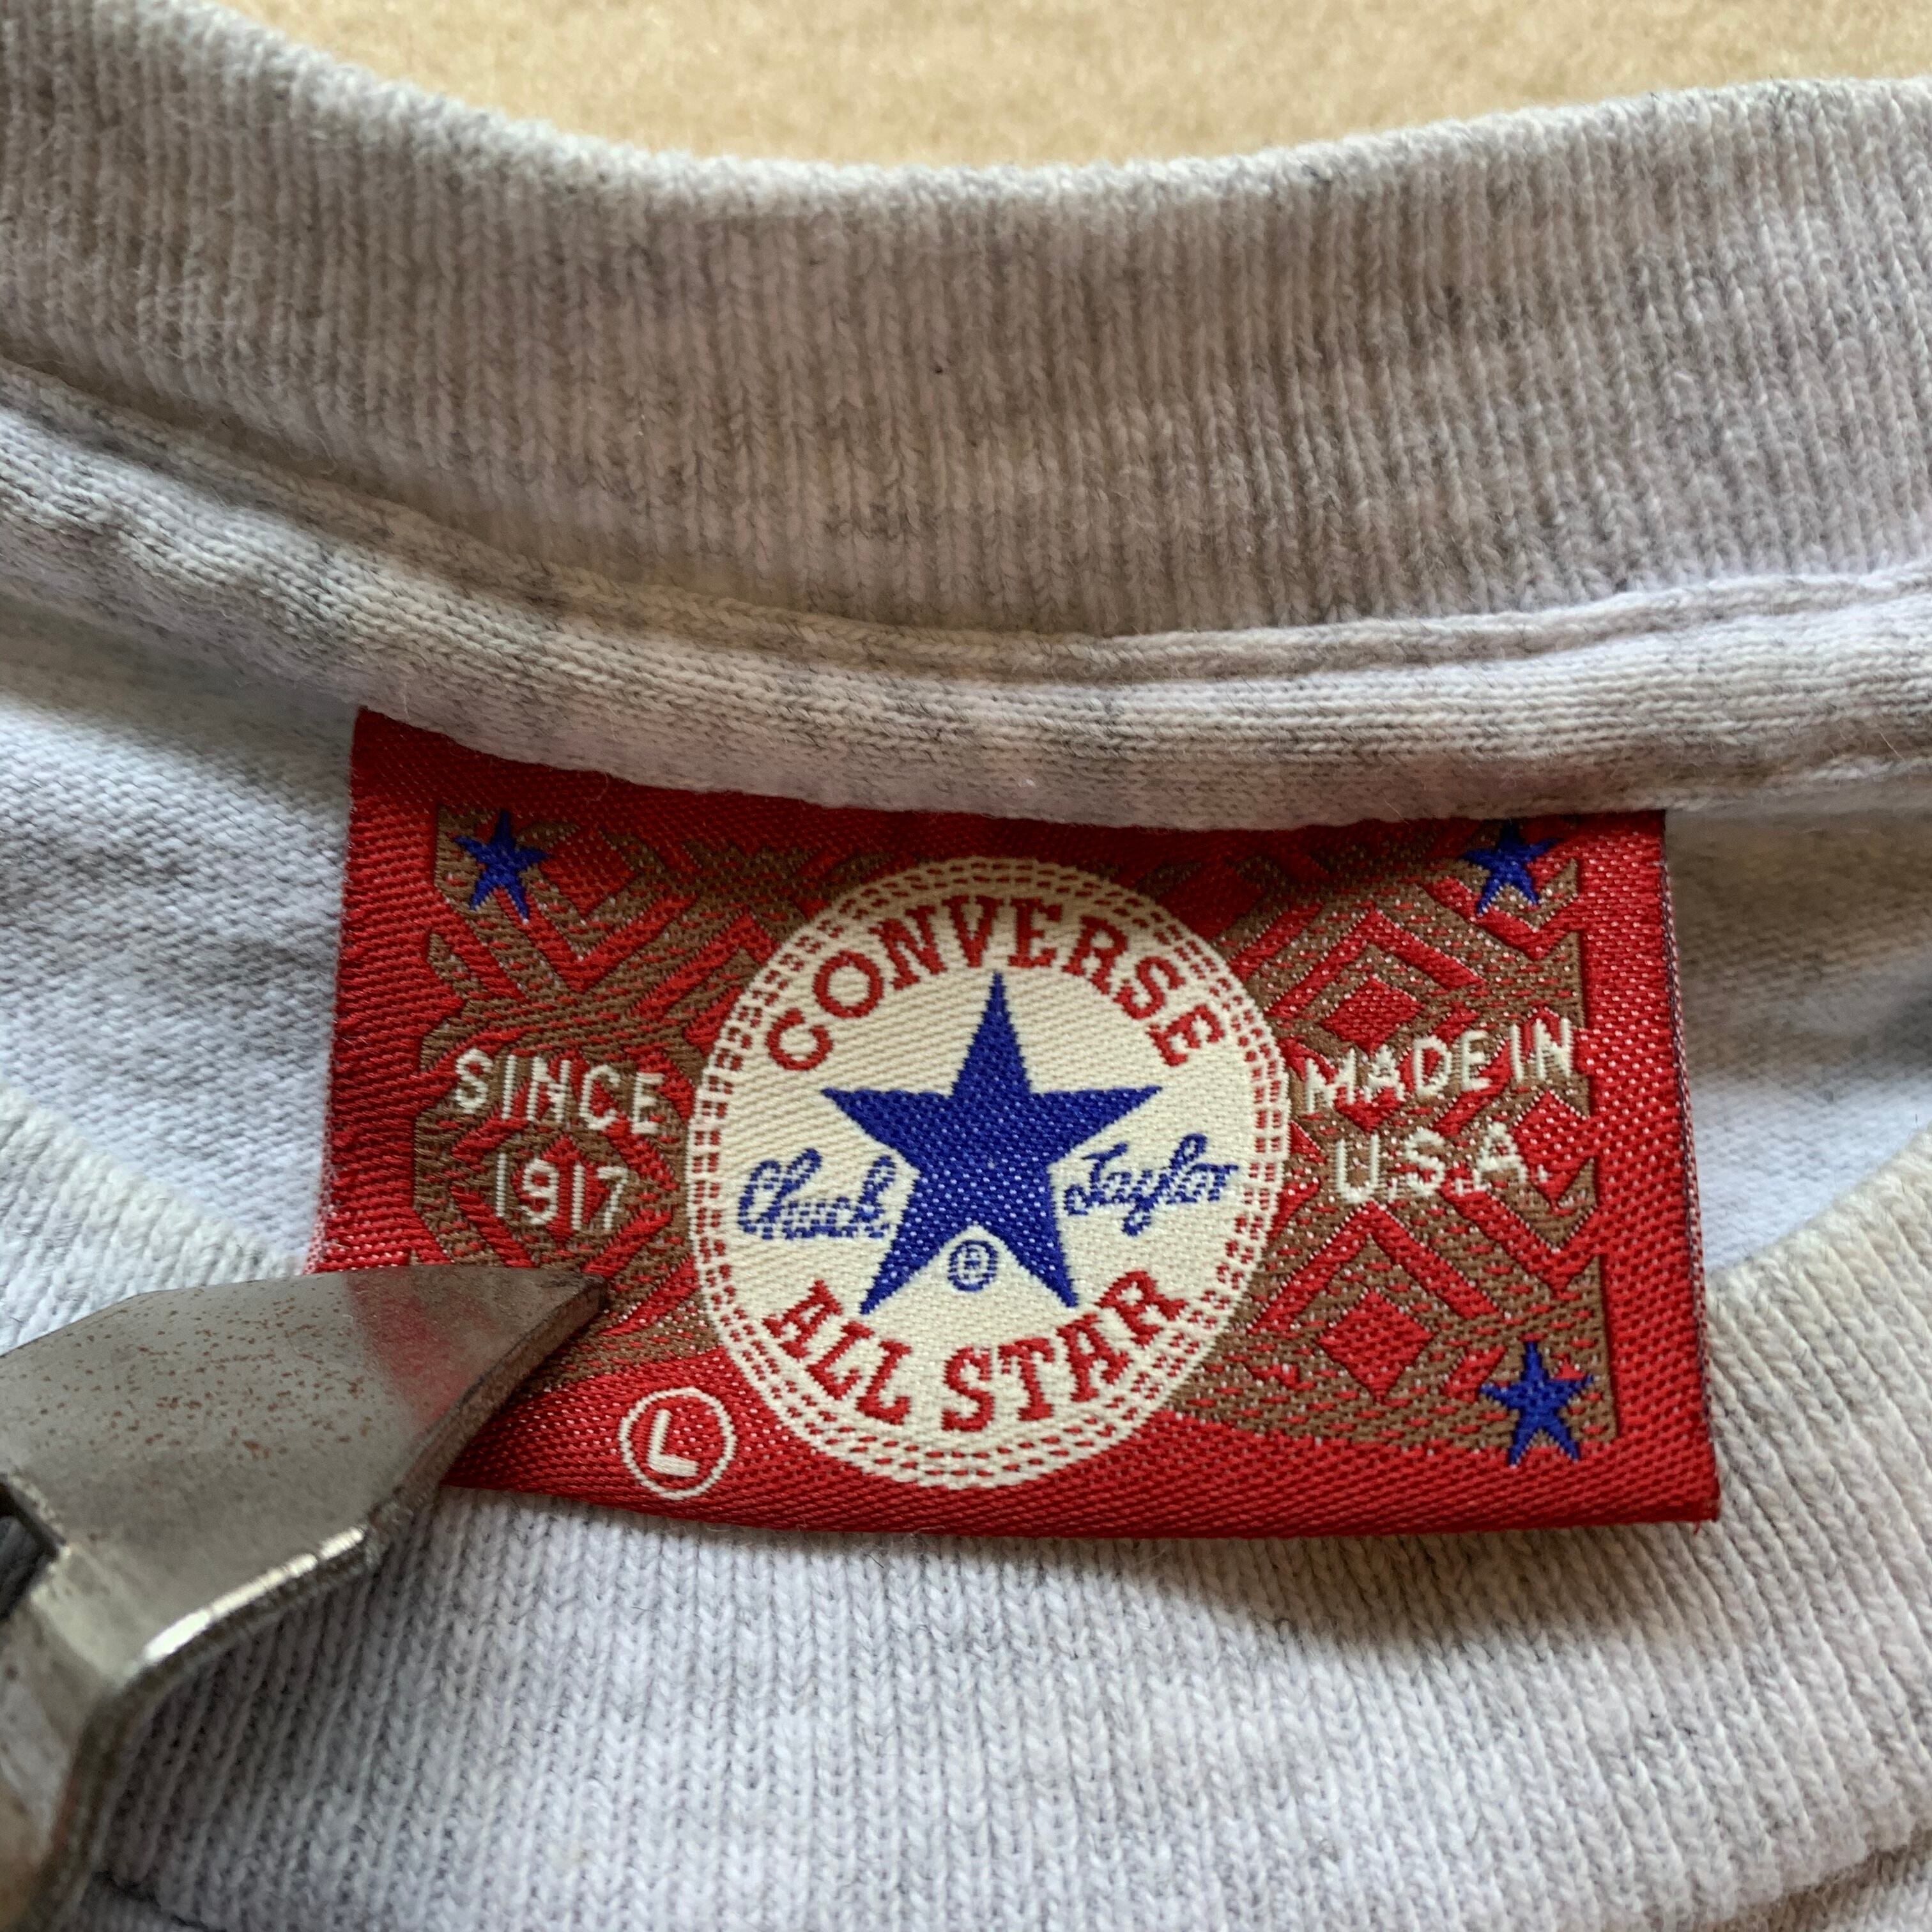 CONVERSE
SINCE
1917
Chuck Taylor
®
MADE IN
U.S.A.
ALL STAR
L